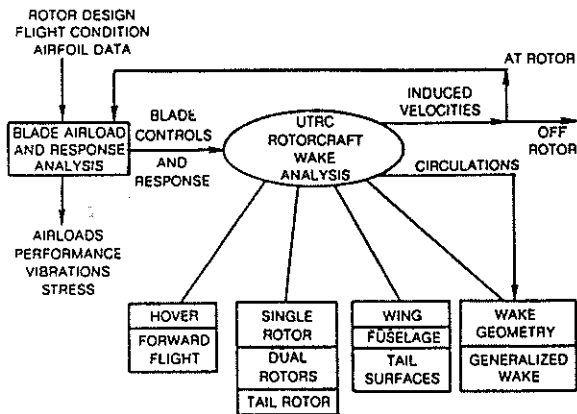 ROTOR DESIGN
FLIGHT CONDITION
AIRFOIL DATA
AT ROTOR
INDUCED
VELOCITIES
OFF
ROTOR
BLADE AIRLOAD
AND RESPONSE
ANALYSIS
BLADE
CONTROLS
AND
RESPONSE
UTRC
ROTORCRAFT
WAKE
ANALYSIS
CIRCULATIONS
AIRLOADS
PERFORMANCE
VIBRATIONS
STRESS
HOVER
FORWARD
FLIGHT
SINGLE
ROTOR
DUAL
ROTORS
TAIL ROTOR
WING
FUSELAGE
TAIL
SURFACES
WAKE
GEOMETRY
GENERALIZED
WAKE